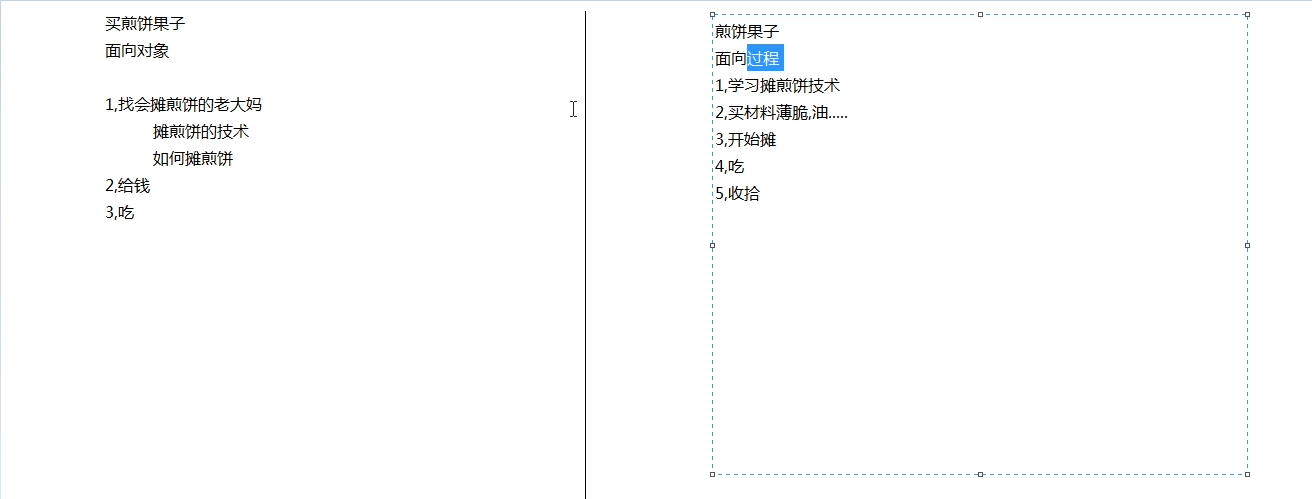 买煎饼果子
面向对象
1,找会摊煎饼的老大妈
摊煎饼的技术
如何摊煎饼
2,给钱
3,吃
煎饼果子
面向过程
1,学习摊煎饼技术
2,买材料薄脆,油.....
3,开始摊
4,吃
5,收拾